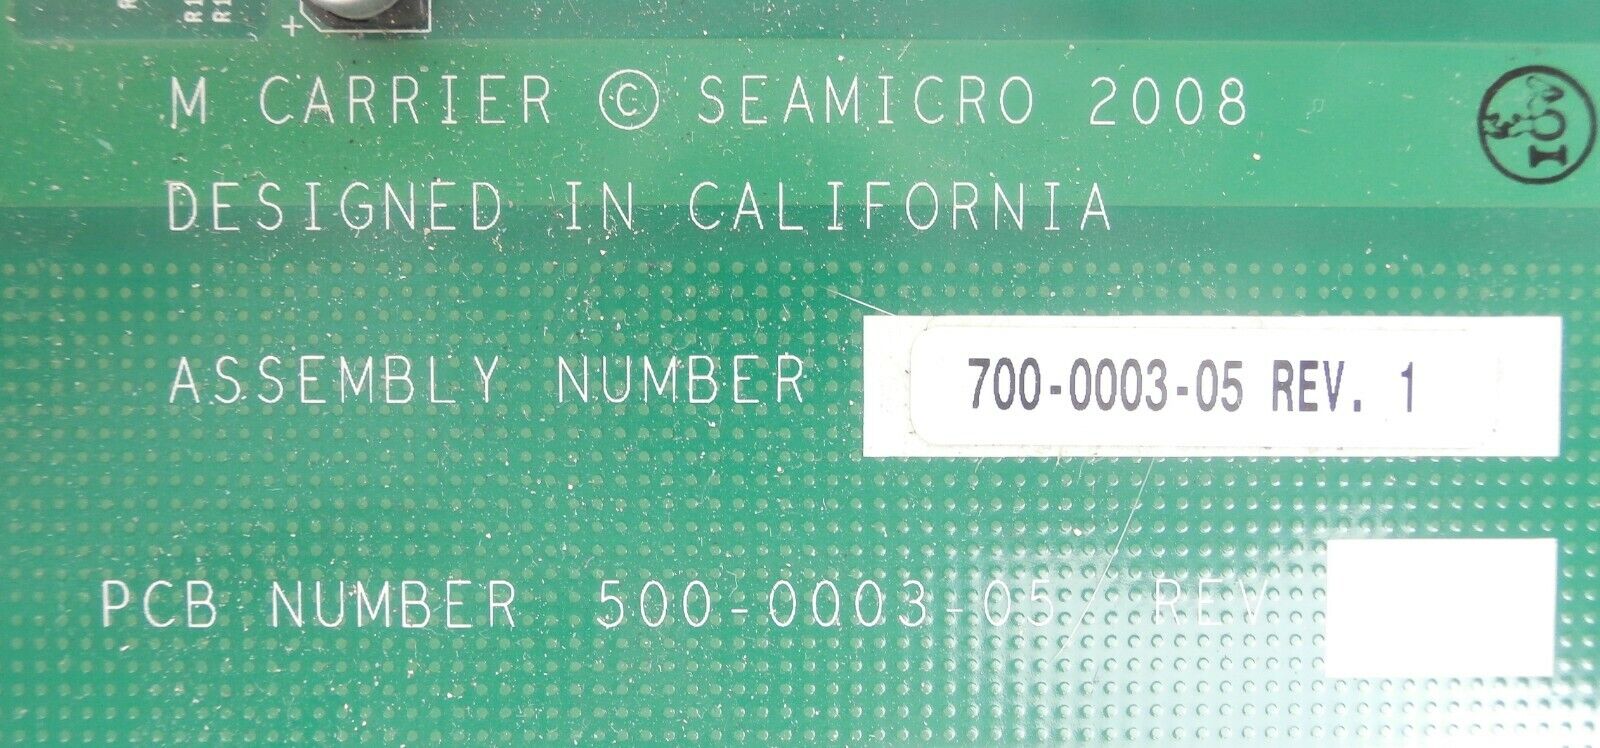 M CARRIER © SEAMICRO 2008
DESIGNED IN CALIFORNIA
ASSEMBLY NUMBER 700-0003-05 REV. 1
PCB NUMBER 500-0003-05 REV